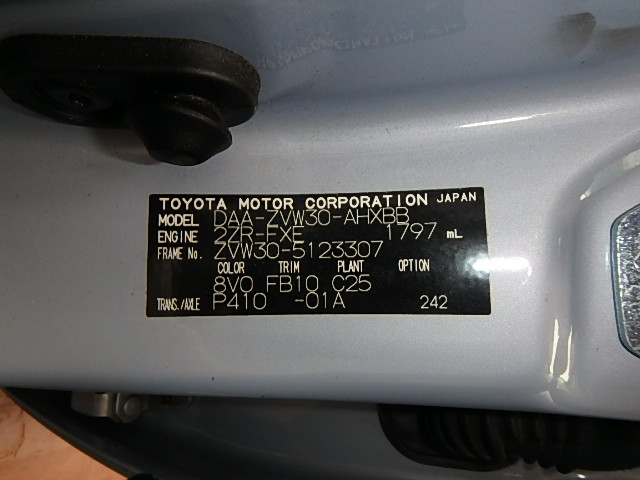 TOYOTA MOTOR CORPORATION JAPAN
MODEL DAA-ZVW30-AHXBB
ENGINE 2ZR-FXE 1797 mL
FRAME No. ZVW30-5123307
COLOR TRIM PLANT OPTION
8V0 FB10 C25
TRANS./AXLE P410 -01A 242